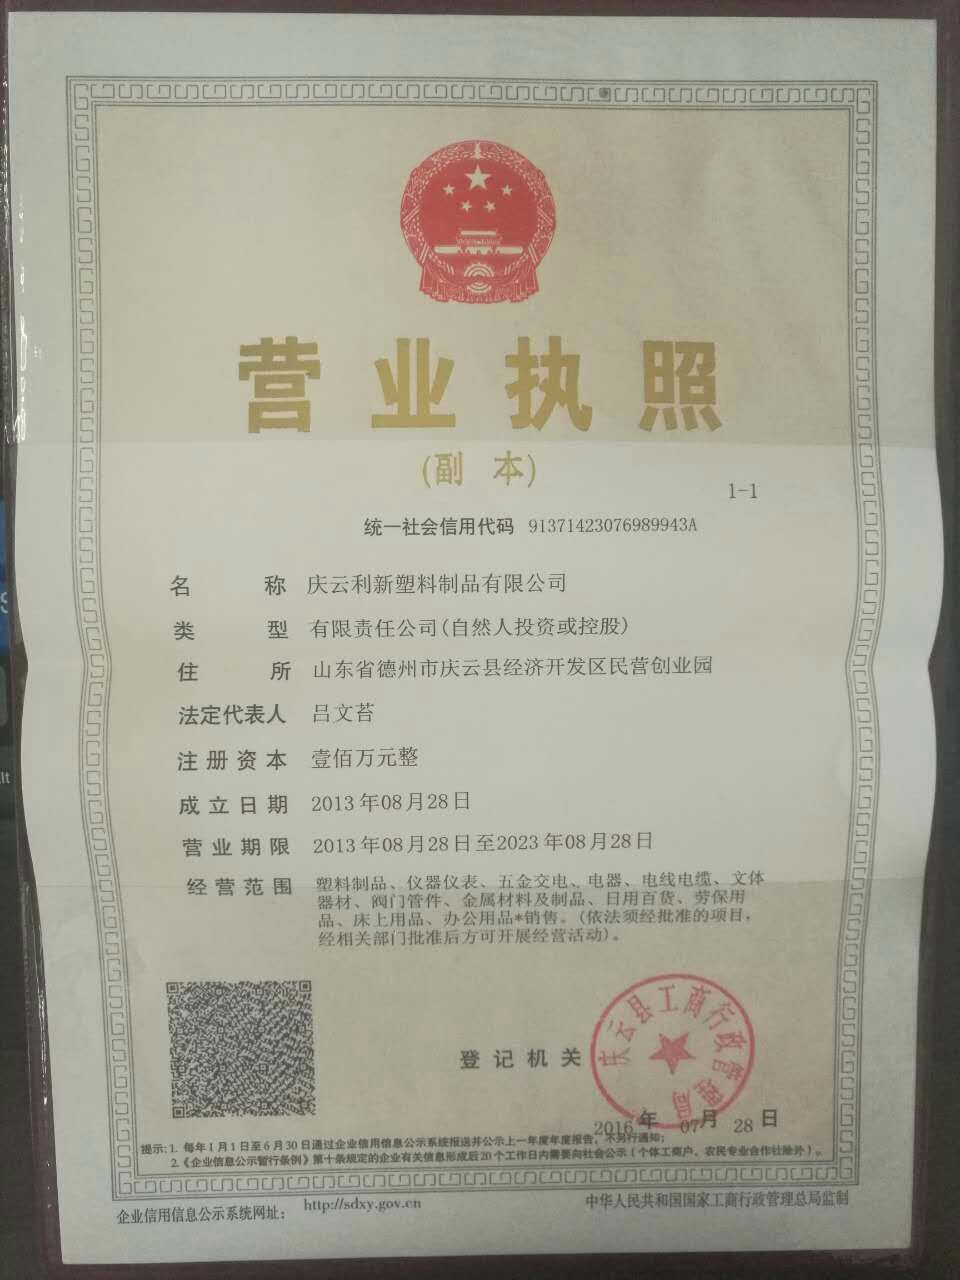 营业执照
(副 本)
1-1
统一社会信用代码 91371423076989943A
名 称 庆云利新塑料制品有限公司
类 型 有限责任公司(自然人投资或控股)
住 所 山东省德州市庆云县经济开发区民营创业园
法定代表人 吕文苔
注册资本 壹佰万元整
成立日期 2013年08月28日
营业期限 2013年08月28日至2023年08月28日
经营范围 塑料制品、仪器仪表、五金交电、电器、电线电缆、文体
器材、阀门管件、金属材料及制品、日用百货、劳保用
品、床上用品、办公用品*销售。(依法须经批准的项目,
经相关部门批准后方可开展经营活动)。
登记机关
庆云县工商行政管理局
2016年 07月 28日
提示:1. 每年1月1日至6月30日通过企业信用信息公示系统报送并公示上一年度年度报告,不另行通知;
2.《企业信息公示暂行条例》第十条规定的企业有关信息形成后20个工作日内需要向社会公示(个体工商户、农民专业合作社除外)。
企业信用信息公示系统网址: http://sdxy.gov.cn
中华人民共和国国家工商行政管理总局监制